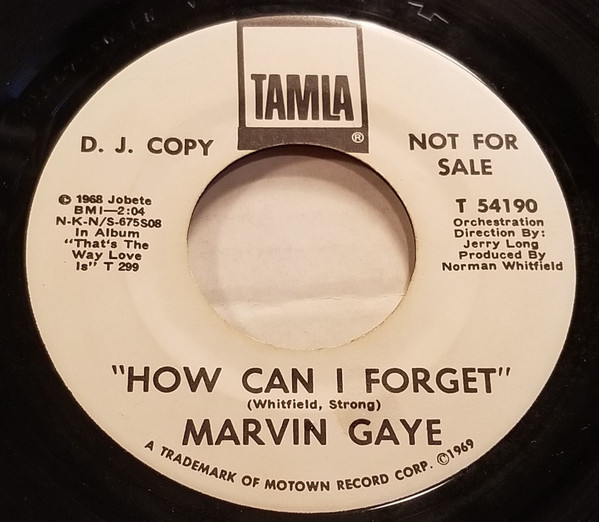 TAMLA
®
D. J. COPY
NOT FOR
SALE
℗ 1968 Jobete
BMI—2:04
N-K-N/S-675S08
In Album
"That's The
Way Love
Is" T 299
T 54190
Orchestration
Direction By:
Jerry Long
Produced By
Norman Whitfield
"HOW CAN I FORGET"
(Whitfield, Strong)
MARVIN GAYE
A TRADEMARK OF MOTOWN RECORD CORP. ©1969